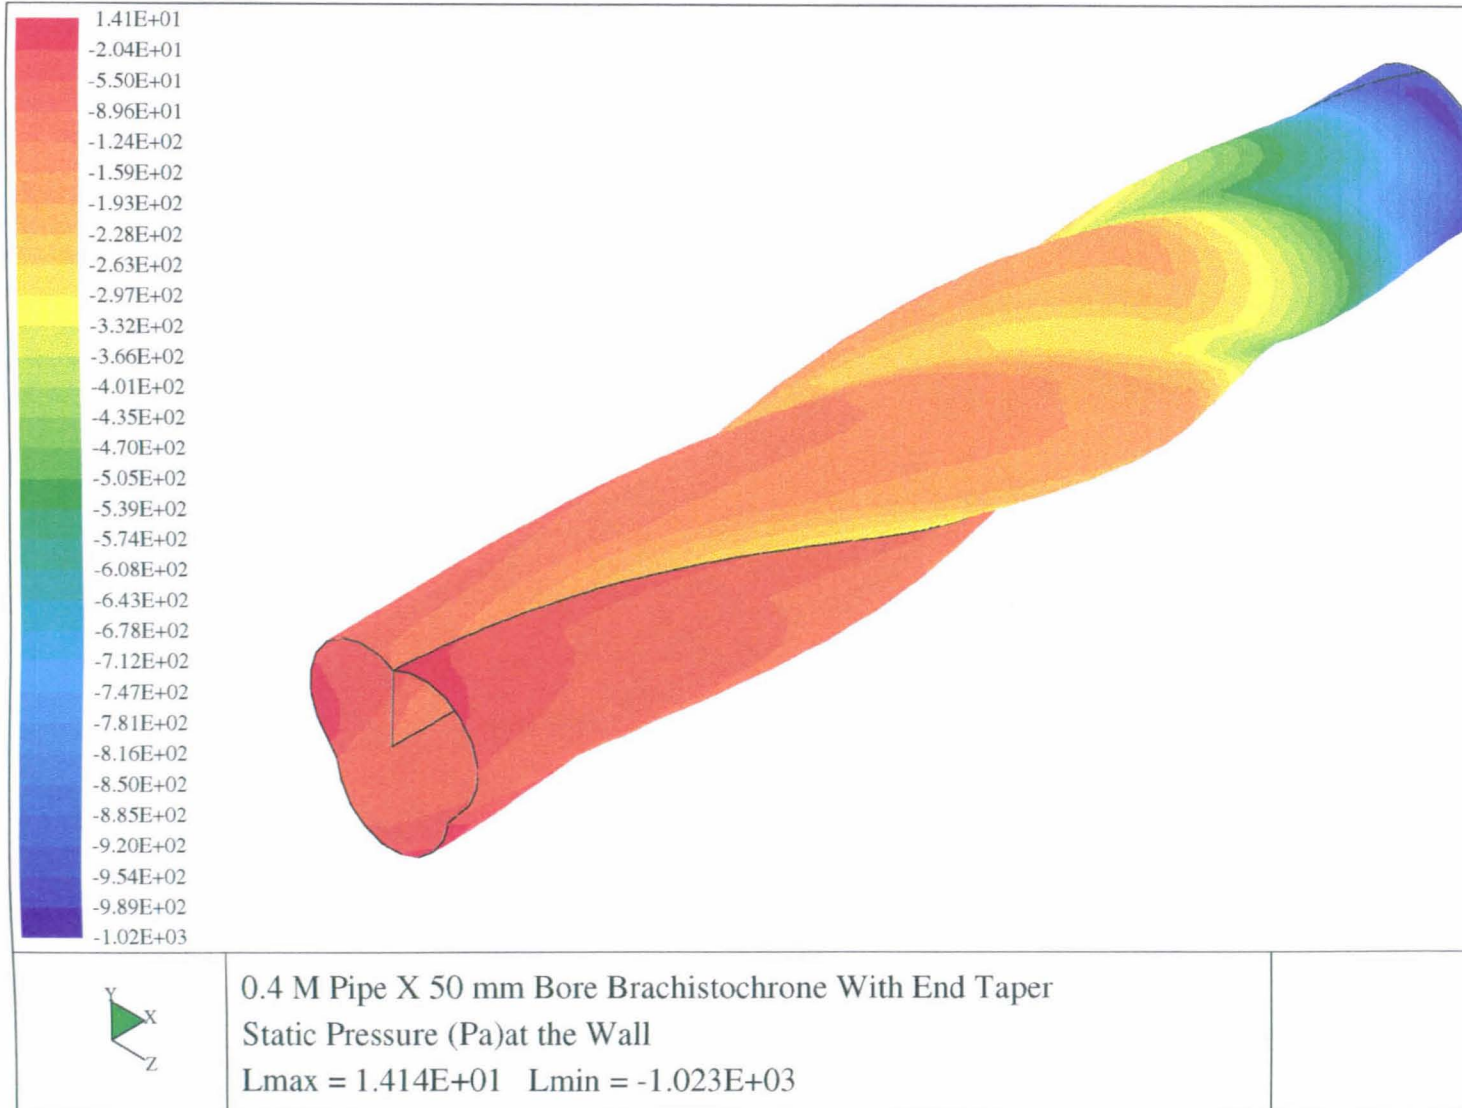 1.41E+01
-2.04E+01
-5.50E+01
-8.96E+01
-1.24E+02
-1.59E+02
-1.93E+02
-2.28E+02
-2.63E+02
-2.97E+02
-3.32E+02
-3.66E+02
-4.01E+02
-4.35E+02
-4.70E+02
-5.05E+02
-5.39E+02
-5.74E+02
-6.08E+02
-6.43E+02
-6.78E+02
-7.12E+02
-7.47E+02
-7.81E+02
-8.16E+02
-8.50E+02
-8.85E+02
-9.20E+02
-9.54E+02
-9.89E+02
-1.02E+03
Y
X
Z
0.4 M Pipe X 50 mm Bore Brachistochrone With End Taper
Static Pressure (Pa)at the Wall
Lmax = 1.414E+01 Lmin = -1.023E+03